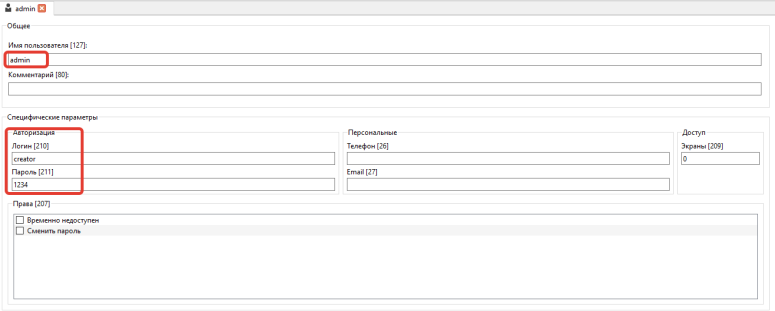 admin
Общее
Имя пользователя [127]:
admin
Комментарий [80]:
Специфические параметры
Авторизация
Логин [210]
creator
Пароль [211]
1234
Персональные
Телефон [26]
Email [27]
Доступ
Экраны [209]
0
Права [207]
Временно недоступен
Сменить пароль